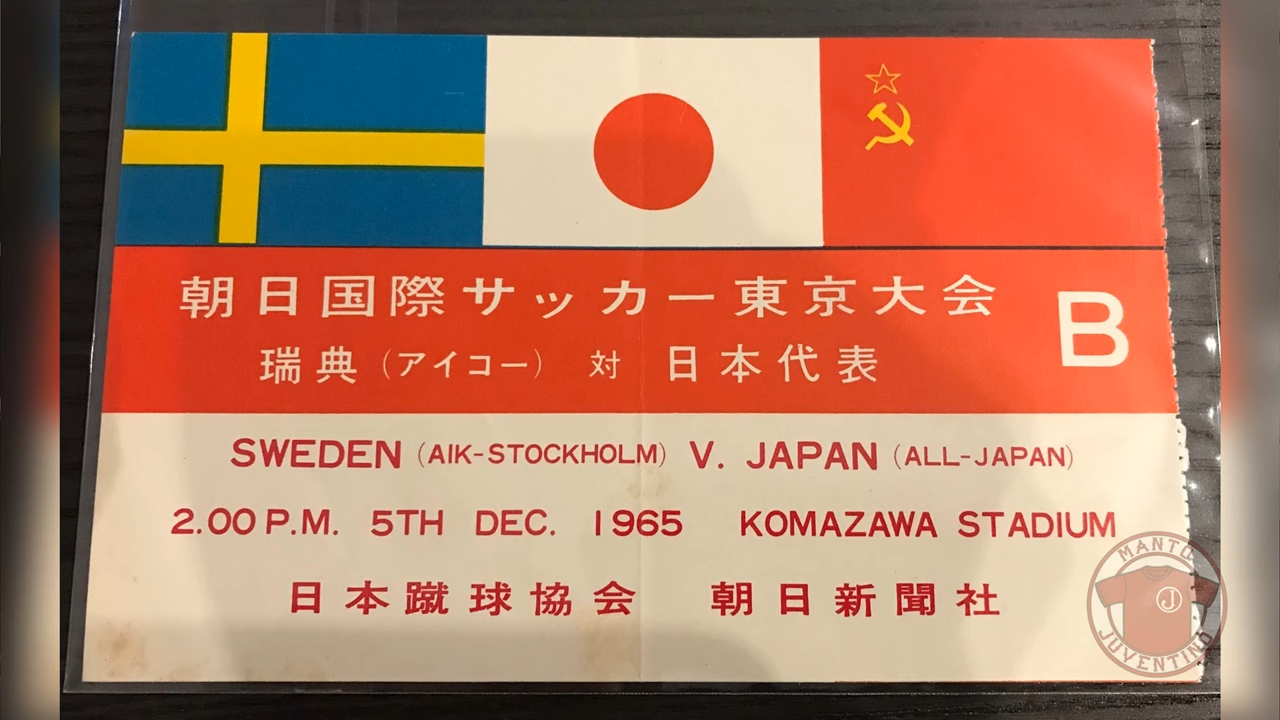 朝日国際サッカー東京大会 B
瑞典(アイコー) 対 日本代表
SWEDEN (AIK-STOCKHOLM) V. JAPAN (ALL-JAPAN)
2.00 P.M. 5TH DEC. 1965 KOMAZAWA STADIUM
日本蹴球協会 朝日新聞社
MANTO
J
JUVENTINO